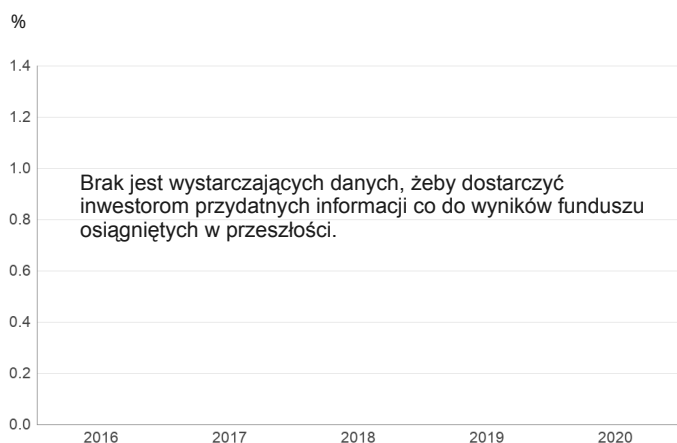 %
1.4
1.2
1.0
Brak jest wystarczających danych, żeby dostarczyć
inwestorom przydatnych informacji co do wyników funduszu
0.8
osiągniętych w przeszłości.
0.6
0.4
0.2
0.0
2016 2017 2018 2019 2020